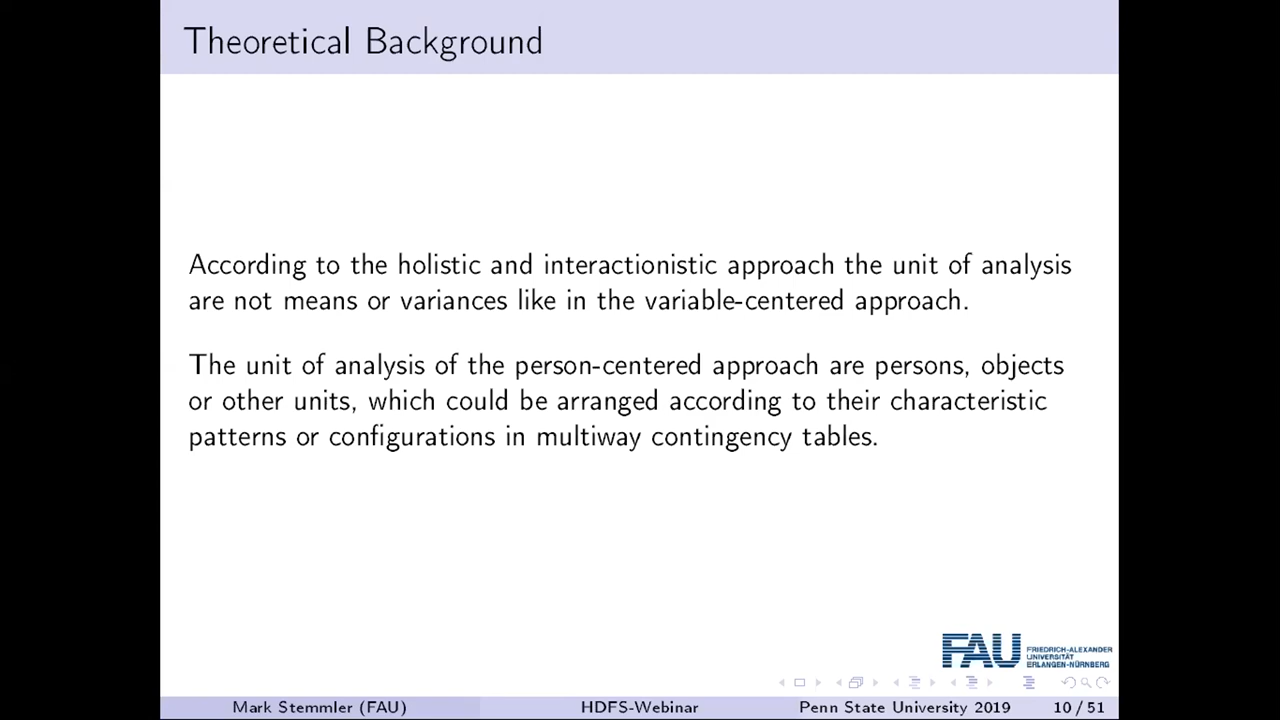 Theoretical Background
According to the holistic and interactionistic approach the unit of analysis
are not means or variances like in the variable-centered approach.
The unit of analysis of the person-centered approach are persons, objects
or other units, which could be arranged according to their characteristic
patterns or configurations in multiway contingency tables.
FAU
FRIEDRICH-ALEXANDER
UNIVERSITÄT
ERLANGEN-NÜRNBERG
Mark Stemmler (FAU) HDFS-Webinar Penn State University 2019 10 / 51